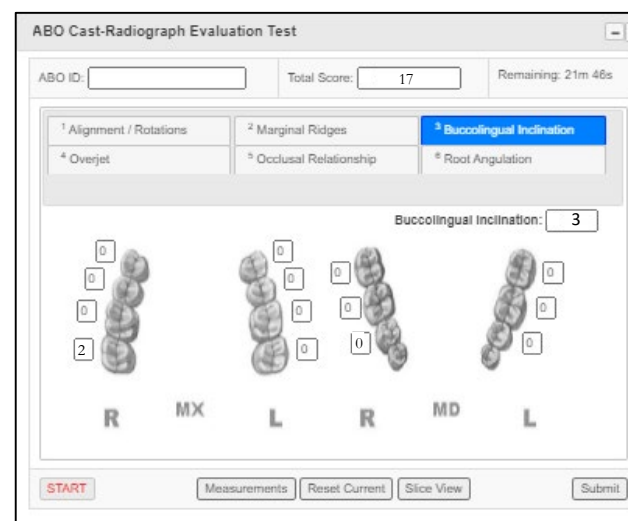 ABO Cast-Radiograph Evaluation Test
ABO ID: Total Score: 17 Remaining: 21m 46s
1 Alignment / Rotations 2 Marginal Ridges 3 Buccolingual Inclination
4 Overjet 5 Occlusal Relationship 6 Root Angulation
Buccolingual Inclination: 3
0 0
0 0 0 0
0 0 0 0
2 0 0 0
R MX L R MD L
START Measurements Reset Current Slice View Submit